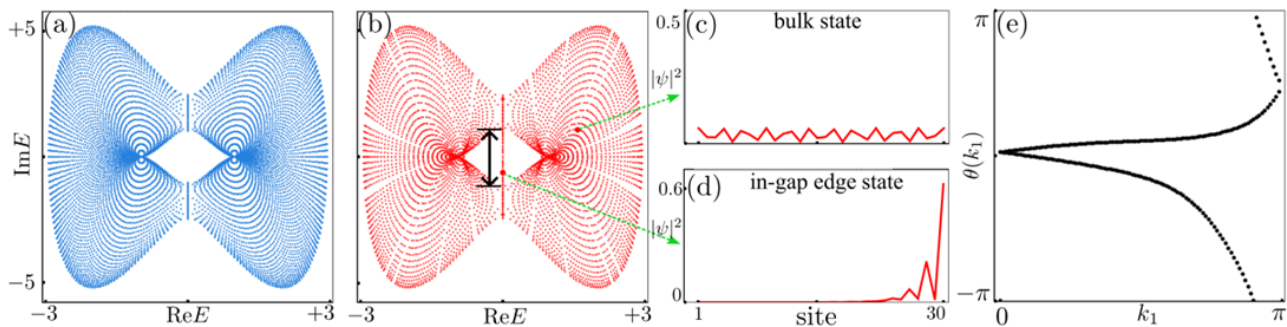 (a)
+5
ImE
−5
−3
ReE
+3
(b)
−3
ReE
+3
(c)
0.5
bulk state
|ψ|²
(d)
0.6
in-gap edge state
|ψ|²
0
1
site
30
(e)
π
θ(k₁)
−π
0
k₁
π